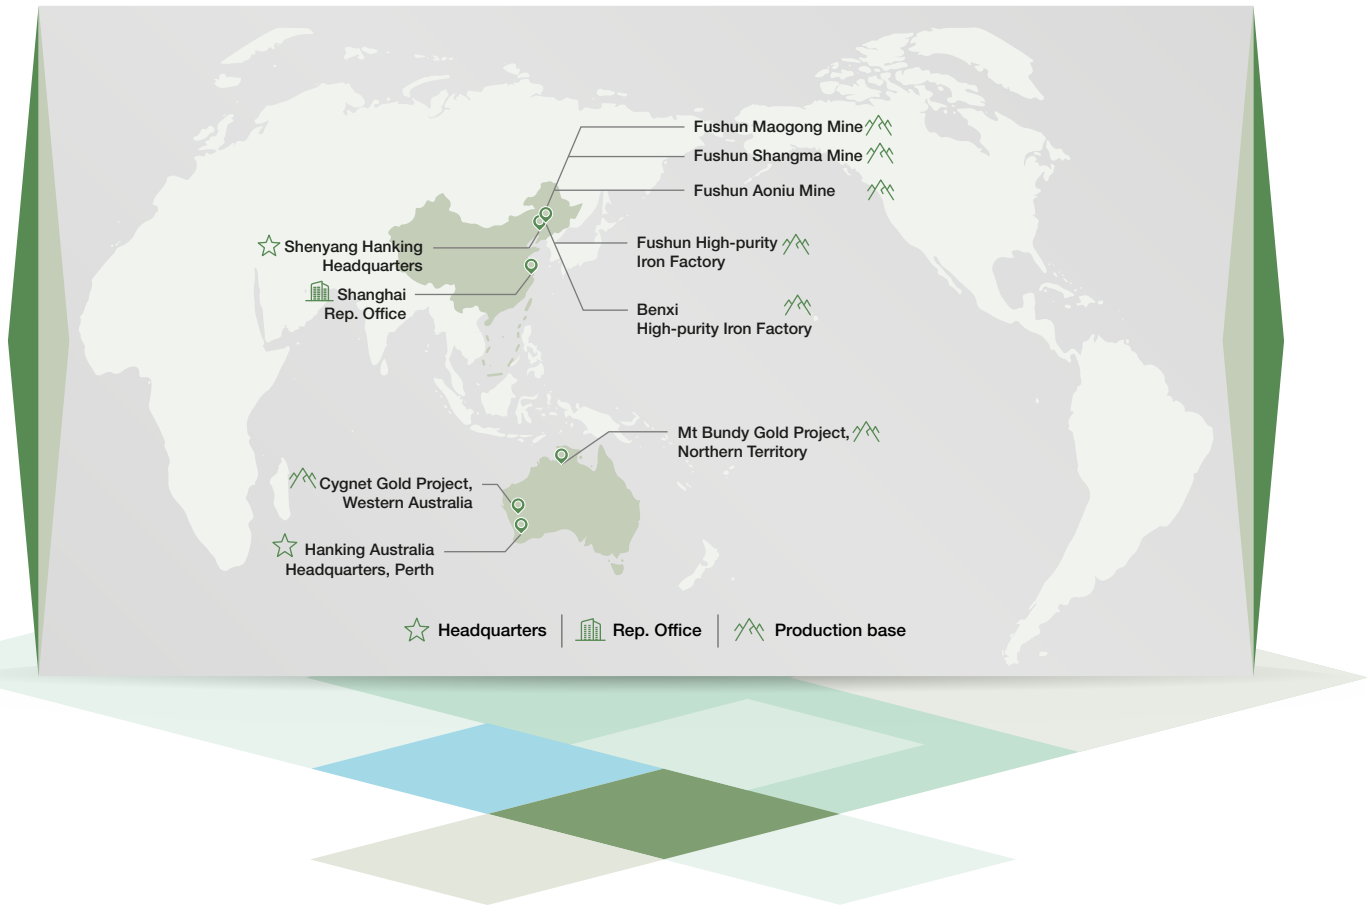 Fushun Maogong Mine
Fushun Shangma Mine
Fushun Aoniu Mine
Shenyang Hanking
Headquarters
Fushun High-purity
Iron Factory
Shanghai
Rep. Office
Benxi
High-purity Iron Factory
Mt Bundy Gold Project,
Northern Territory
Cygnet Gold Project,
Western Australia
Hanking Australia
Headquarters, Perth
Headquarters
Rep. Office
Production base